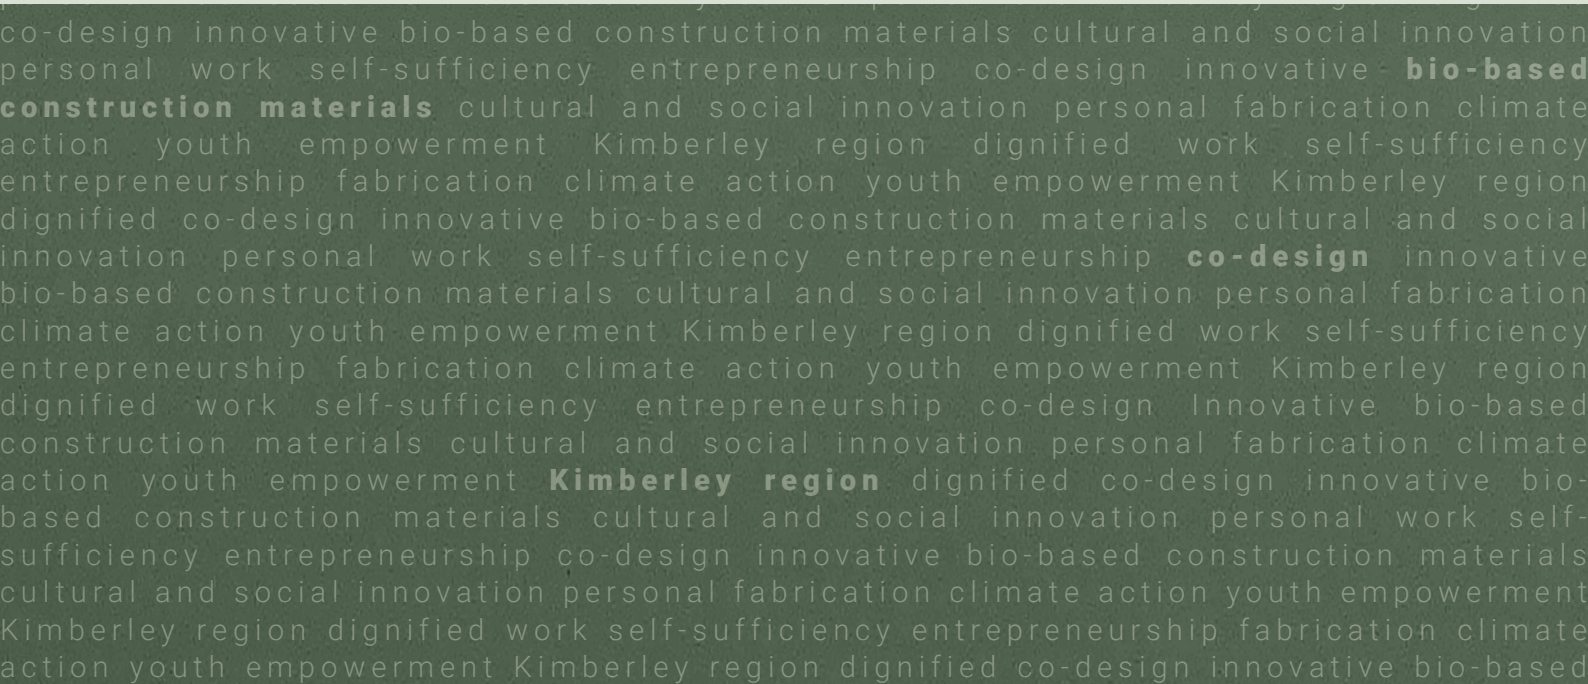 co-design innovative bio-based construction materials cultural and social innovation
personal work self-sufficiency entrepreneurship co-design innovative bio-based
construction materials cultural and social innovation personal fabrication climate
action youth empowerment Kimberley region dignified work self-sufficiency
entrepreneurship fabrication climate action youth empowerment Kimberley region
dignified co-design innovative bio-based construction materials cultural and social
innovation personal work self-sufficiency entrepreneurship co-design innovative
bio-based construction materials cultural and social innovation personal fabrication
climate action youth empowerment Kimberley region dignified work self-sufficiency
entrepreneurship fabrication climate action youth empowerment Kimberley region
dignified work self-sufficiency entrepreneurship co-design Innovative bio-based
construction materials cultural and social innovation personal fabrication climate
action youth empowerment Kimberley region dignified co-design innovative bio-
based construction materials cultural and social innovation personal work self-
sufficiency entrepreneurship co-design innovative bio-based construction materials
cultural and social innovation personal fabrication climate action youth empowerment
Kimberley region dignified work self-sufficiency entrepreneurship fabrication climate
action youth empowerment Kimberley region dignified co-design innovative bio-based